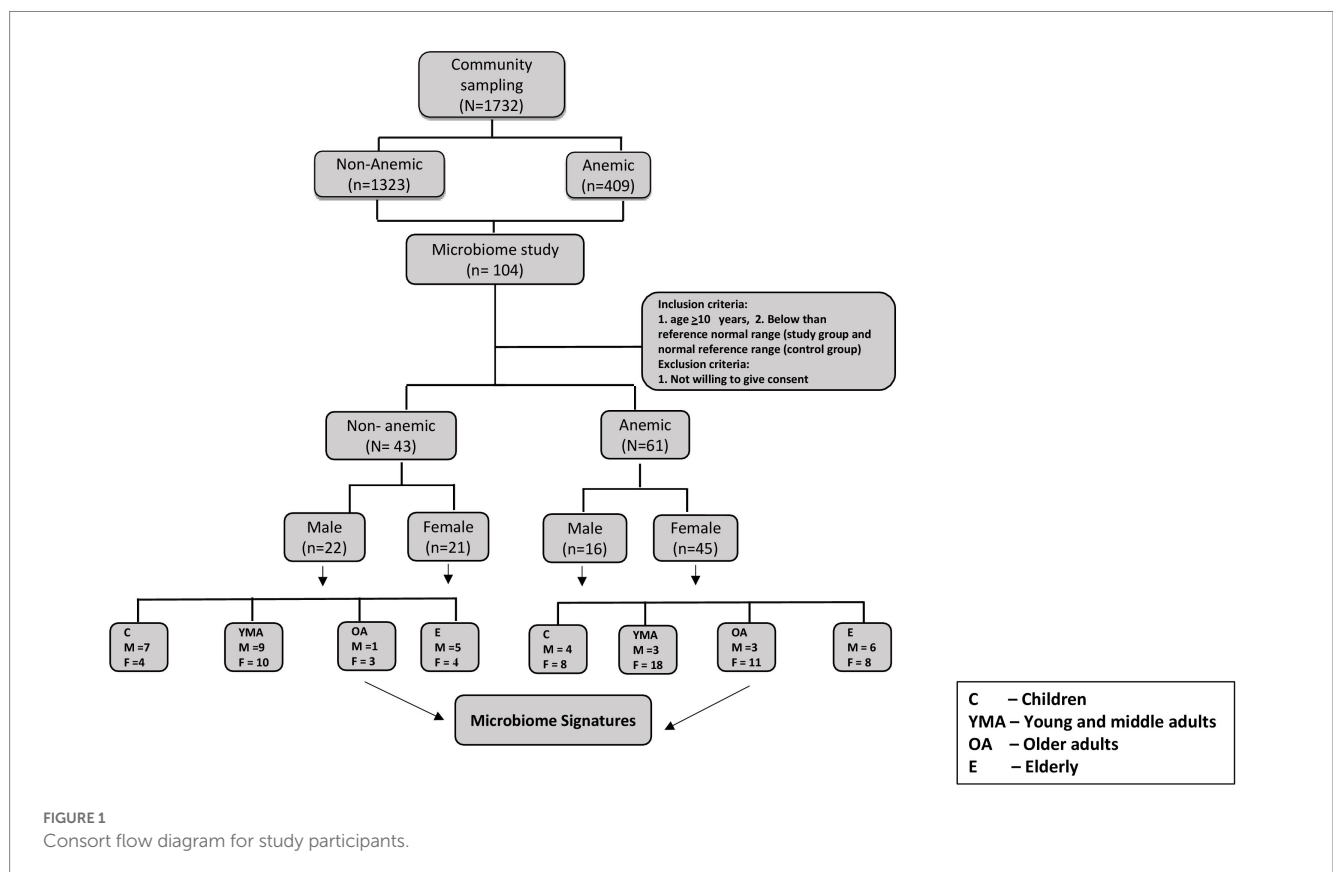 Community
sampling
(N=1732)
Non-Anemic
(n=1323)
Anemic
(n=409)
Microbiome study
(n= 104)
Inclusion criteria:
1. age ≥10 years, 2. Below than
reference normal range (study group and
normal reference range (control group)
Exclusion criteria:
1. Not willing to give consent
Non- anemic
(N= 43)
Anemic
(N=61)
Male
(n=22)
Female
(n=21)
Male
(n=16)
Female
(n=45)
C
M =7
F =4
YMA
M =9
F = 10
OA
M =1
F = 3
E
M =5
F = 4
C
M = 4
F = 8
YMA
M =3
F = 18
OA
M =3
F = 11
E
M = 6
F = 8
Microbiome Signatures
C – Children
YMA – Young and middle adults
OA – Older adults
E – Elderly
FIGURE 1
Consort flow diagram for study participants.